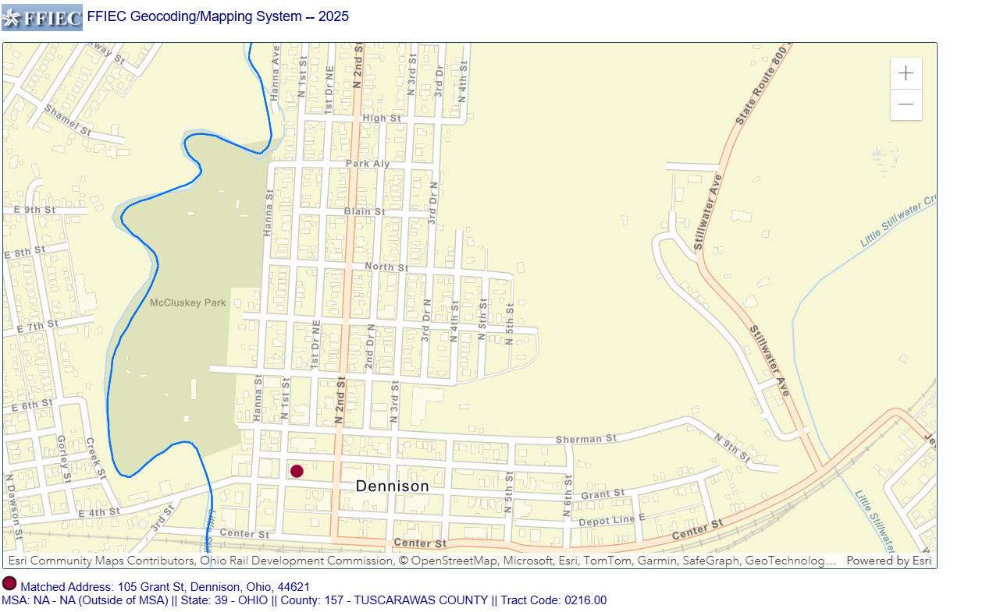 FFIEC
FFIEC Geocoding/Mapping System -- 2025
kway St
Hanna Ave
N 1st St
1st Dr NE
N 2nd St
N 3rd St
3rd Dr
N 4th St
State Route 800
Shamel St
High St
Park Aly
Stillwater Ave
Hanna St
3rd Dr N
E 9th St
Blain St
Little Stillwater Cr
E 8th St
North St
McCluskey Park
3rd Dr N
N 4th St
N 5th St
N 5th St
E 7th St
1st Dr NE
2nd Dr N
Stillwater Ave
Hanna St
N 1st St
N 2nd St
N 3rd St
E 6th St
Sherman St
N 9th St
Gorley St
Creek St
Je
N Dawson St
Dennison
N 5th St
N 6th St
Grant St
Little Stillwater
E 4th St
3rd St
Depot Line E
Center St
Center St
Center St
Esri Community Maps Contributors, Ohio Rail Development Commission, © OpenStreetMap, Microsoft, Esri, TomTom, Garmin, SafeGraph, GeoTechnolog...
Powered by Esri
Matched Address: 105 Grant St, Dennison, Ohio, 44621
MSA: NA - NA (Outside of MSA) || State: 39 - OHIO || County: 157 - TUSCARAWAS COUNTY || Tract Code: 0216.00